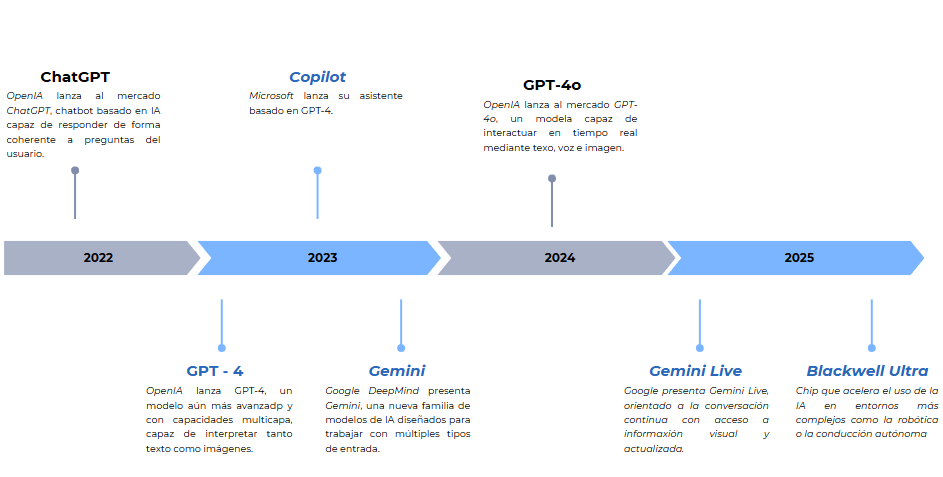 ChatGPT
OpenIA lanza al mercado
ChatGPT, chatbot basado en IA
capaz de responder de forma
coherente a preguntas del
usuario.
Copilot
Microsoft lanza su asistente
basado en GPT-4.
GPT-4o
OpenIA lanza al mercado GPT-
4o, un modela capaz de
interactuar en tiempo real
mediante texo, voz e imagen.
2022
2023
2024
2025
GPT - 4
OpenIA lanza GPT-4, un
modelo aún más avanzadp y
con capacidades multicapa,
capaz de interpretar tanto
texto como imágenes.
Gemini
Google DeepMind presenta
Gemini, una nueva familia de
modelos de IA diseñados para
trabajar con múltiples tipos
de entrada.
Gemini Live
Google presenta Gemini Live,
orientado a la conversación
continua con acceso a
informaxión visual y
actualizada.
Blackwell Ultra
Chip que acelera el uso de la
IA en entornos más
complejos como la robótica
o la conducción autónoma